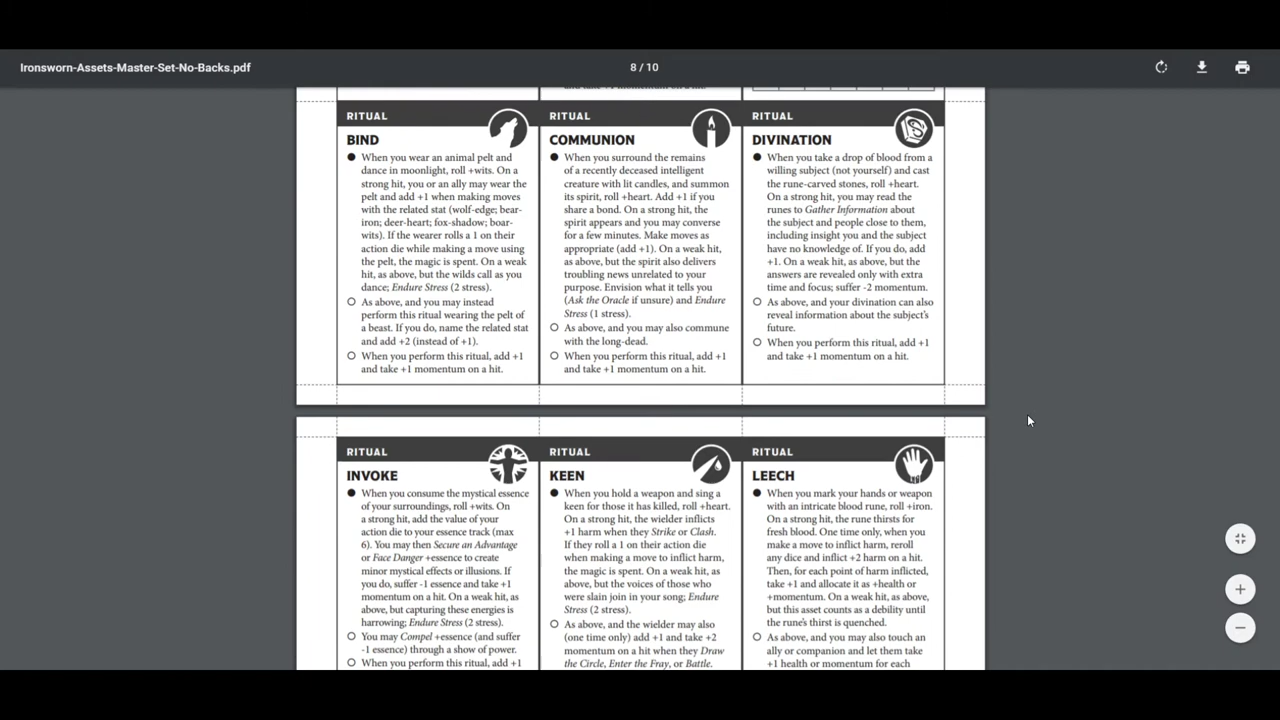 Ironsworn-Assets-Master-Set-No-Backs.pdf
8 / 10
and take +1 momentum on a hit.
RITUAL
BIND
When you wear an animal pelt and
dance in moonlight, roll +wits. On a
strong hit, you or an ally may wear the
pelt and add +1 when making moves
with the related stat (wolf-edge; bear-
iron; deer-heart; fox-shadow; boar-
wits). If the wearer rolls a 1 on their
action die while making a move using
the pelt, the magic is spent. On a weak
hit, as above, but the wilds call as you
dance; Endure Stress (2 stress).
As above, and you may instead
perform this ritual wearing the pelt of
a beast. If you do, name the related stat
and add +2 (instead of +1).
When you perform this ritual, add +1
and take +1 momentum on a hit.
RITUAL
COMMUNION
When you surround the remains
of a recently deceased intelligent
creature with lit candles, and summon
its spirit, roll +heart. Add +1 if you
share a bond. On a strong hit, the
spirit appears and you may converse
for a few minutes. Make moves as
appropriate (add +1). On a weak hit,
as above, but the spirit also delivers
troubling news unrelated to your
purpose. Envision what it tells you
(Ask the Oracle if unsure) and Endure
Stress (1 stress).
As above, and you may also commune
with the long-dead.
When you perform this ritual, add +1
and take +1 momentum on a hit.
RITUAL
DIVINATION
When you take a drop of blood from a
willing subject (not yourself) and cast
the rune-carved stones, roll +heart.
On a strong hit, you may read the
runes to Gather Information about
the subject and people close to them,
including insight you and the subject
have no knowledge of. If you do, add
+1. On a weak hit, as above, but the
answers are revealed only with extra
time and focus; suffer -2 momentum.
As above, and your divination can also
reveal information about the subject's
future.
When you perform this ritual, add +1
and take +1 momentum on a hit.
RITUAL
INVOKE
When you consume the mystical essence
of your surroundings, roll +wits. On
a strong hit, add the value of your
action die to your essence track (max
6). You may then Secure an Advantage
or Face Danger +essence to create
minor mystical effects or illusions. If
you do, suffer -1 essence and take +1
momentum on a hit. On a weak hit, as
above, but capturing these energies is
harrowing; Endure Stress (2 stress).
You may Compel +essence (and suffer
-1 essence) through a show of power.
When you perform this ritual, add +1
RITUAL
KEEN
When you hold a weapon and sing a
keen for those it has killed, roll +heart.
On a strong hit, the wielder inflicts
+1 harm when they Strike or Clash.
If they roll a 1 on their action die
when making a move to inflict harm,
the magic is spent. On a weak hit, as
above, but the voices of those who
were slain join in your song; Endure
Stress (2 stress).
As above, and the wielder may also
(one time only) add +1 and take +2
momentum on a hit when they Draw
the Circle, Enter the Fray, or Battle.
RITUAL
LEECH
When you mark your hands or weapon
with an intricate blood rune, roll +iron.
On a strong hit, the rune thirsts for
fresh blood. One time only, when you
make a move to inflict harm, reroll
any dice and inflict +2 harm on a hit.
Then, for each point of harm inflicted,
take +1 and allocate it as +health or
+momentum. On a weak hit, as above,
but this asset counts as a debility until
the rune's thirst is quenched.
As above, and you may also touch an
ally or companion and let them take
+1 health or momentum for each